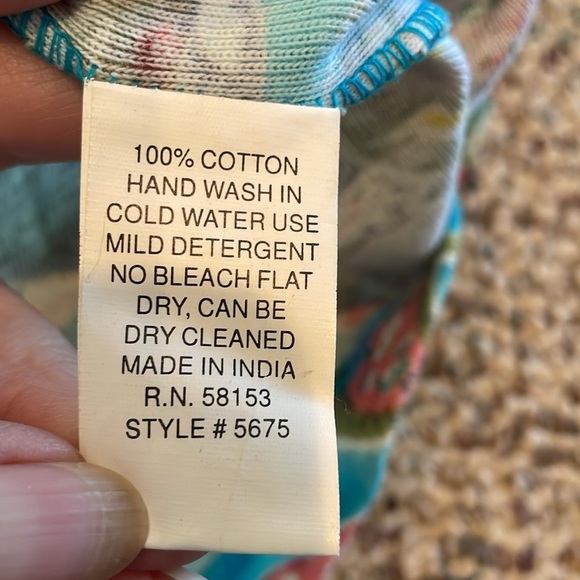 100% COTTON
HAND WASH IN
COLD WATER USE
MILD DETERGENT
NO BLEACH FLAT
DRY, CAN BE
DRY CLEANED
MADE IN INDIA
R.N. 58153
STYLE # 5675